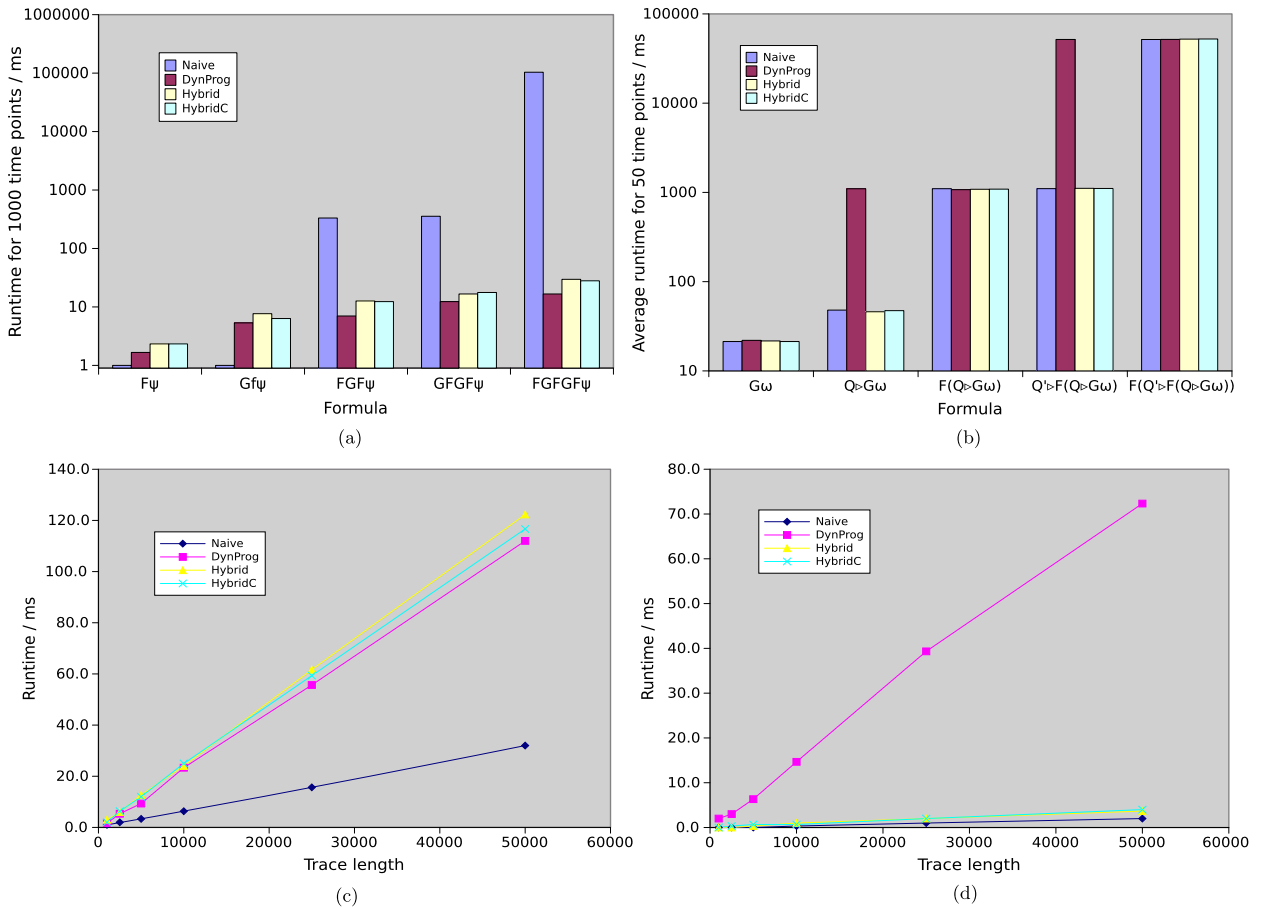 Runtime for 1000 time points / ms
1000000
100000
10000
1000
100
10
1
Naive
DynProg
Hybrid
HybridC
Fψ
Gfψ
FGFψ
GFGFψ
FGFGFψ
Formula
(a)
Average runtime for 50 time points / ms
100000
10000
1000
100
10
Naive
DynProg
Hybrid
HybridC
Gω
Q▹Gω
F(Q▹Gω)
Q'▹F(Q▹Gω)
F(Q'▹F(Q▹Gω))
Formula
(b)
Runtime / ms
140.0
120.0
100.0
80.0
60.0
40.0
20.0
0.0
Naive
DynProg
Hybrid
HybridC
0
10000
20000
30000
40000
50000
60000
Trace length
(c)
Runtime / ms
80.0
70.0
60.0
50.0
40.0
30.0
20.0
10.0
0.0
Naive
DynProg
Hybrid
HybridC
0
10000
20000
30000
40000
50000
60000
Trace length
(d)